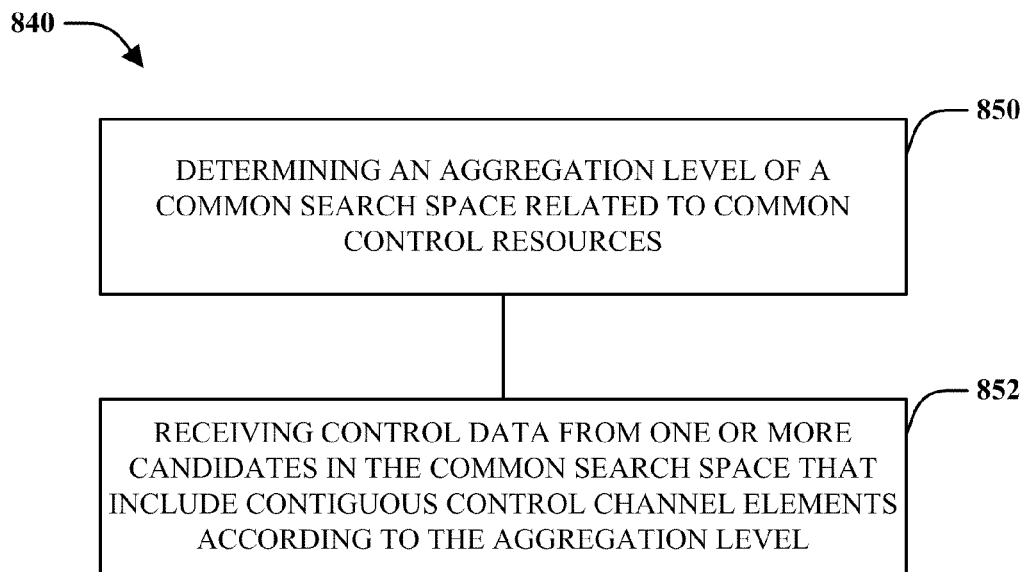 840
850
DETERMINING AN AGGREGATION LEVEL OF A
COMMON SEARCH SPACE RELATED TO COMMON
CONTROL RESOURCES
852
RECEIVING CONTROL DATA FROM ONE OR MORE
CANDIDATES IN THE COMMON SEARCH SPACE THAT
INCLUDE CONTIGUOUS CONTROL CHANNEL ELEMENTS
ACCORDING TO THE AGGREGATION LEVEL